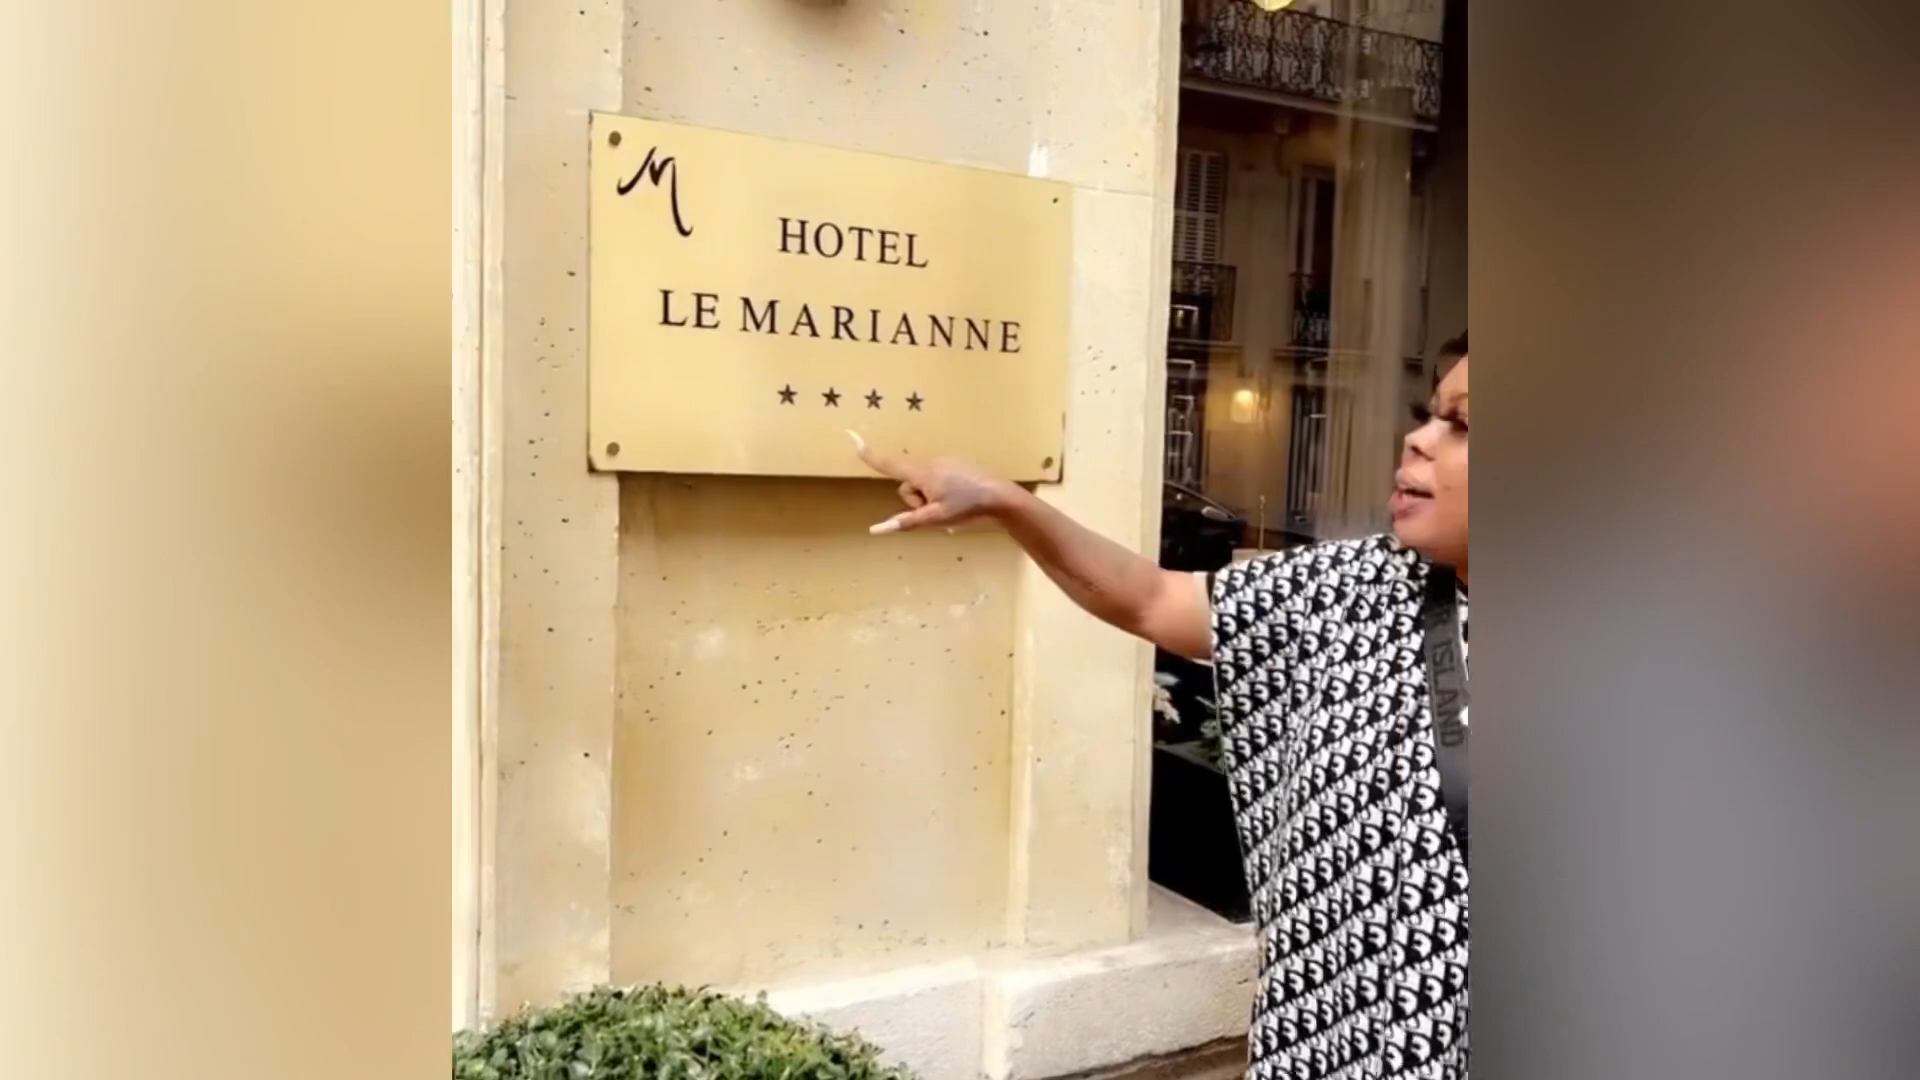 M
HOTEL
LE MARIANNE
★ ★ ★ ★
ISLAND